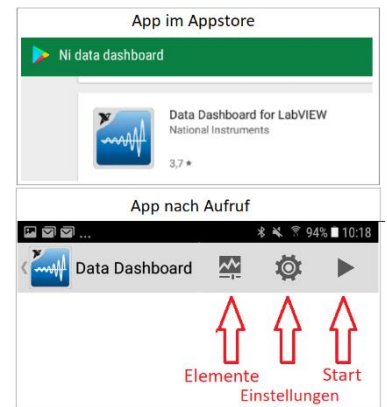 App im Appstore
Ni data dashboard
Data Dashboard for LabVIEW
National Instruments
3,7 ★
App nach Aufruf
... 94% 10:18
Data Dashboard
Elemente Start
Einstellungen